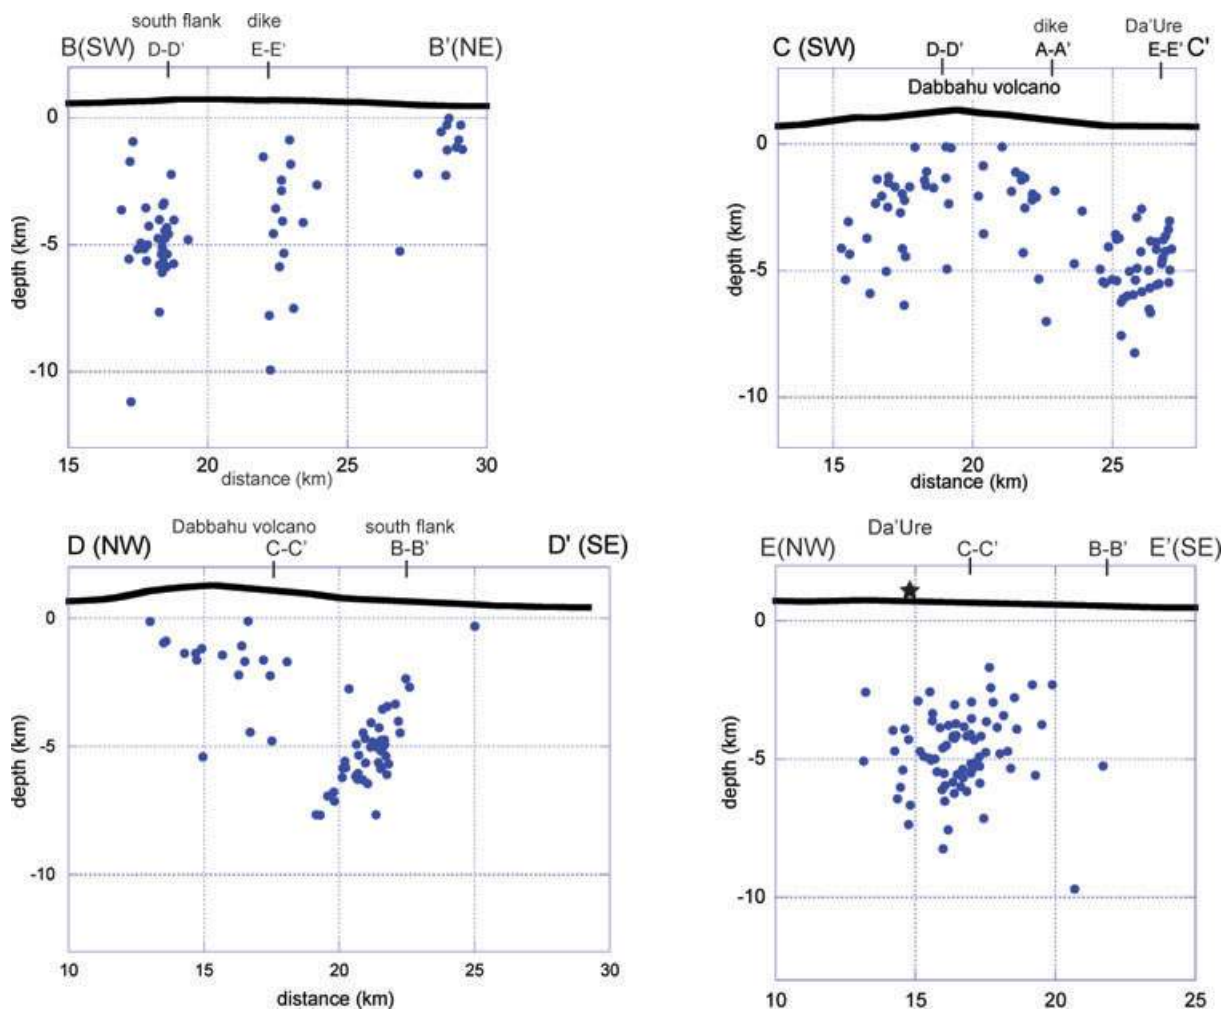 south flank dike
B(SW) D-D' E-E' B'(NE)
0
-5
-10
depth (km)
15 20 25 30
distance (km)
dike Da'Ure
C (SW) D-D' A-A' E-E' C'
Dabbahu volcano
0
-5
-10
depth (km)
15 20 25
distance (km)
Dabbahu volcano south flank
D (NW) C-C' B-B' D' (SE)
0
-5
-10
depth (km)
10 15 20 25 30
distance (km)
Da'Ure
E(NW) C-C' B-B' E'(SE)
0
-5
-10
depth (km)
10 15 20 25